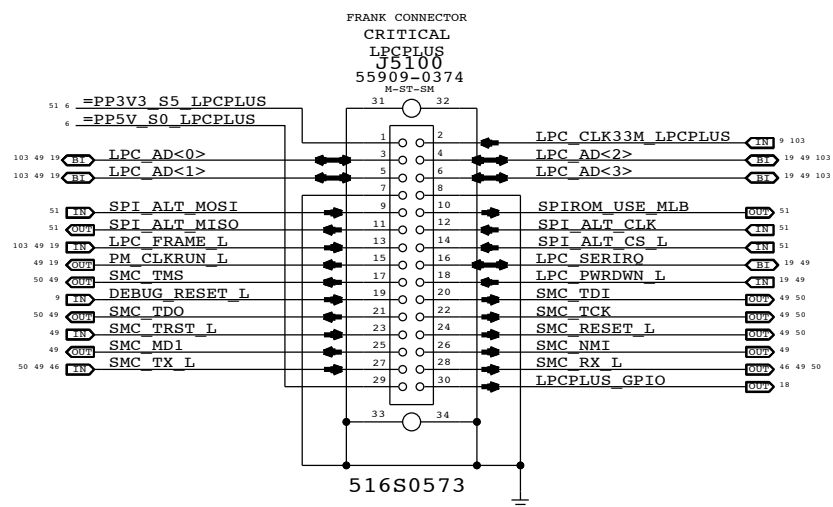 FRANK CONNECTOR
CRITICAL
LPCPLUS
J5100
55909-0374
M-ST-SM
31 32
51 6 =PP3V3_S5_LPCPLUS
6 =PP5V_S0_LPCPLUS
1 2 LPC_CLK33M_LPCPLUS IN 9 103
103 49 19 BI LPC_AD<0> 3 4 LPC_AD<2> BI 19 49 103
103 49 19 BI LPC_AD<1> 5 6 LPC_AD<3> BI 19 49 103
7 8
51 IN SPI_ALT_MOSI 9 10 SPIROM_USE_MLB OUT 51
51 OUT SPI_ALT_MISO 11 12 SPI_ALT_CLK IN 51
103 49 19 IN LPC_FRAME_L 13 14 SPI_ALT_CS_L IN 51
49 19 OUT PM_CLKRUN_L 15 16 LPC_SERIRQ BI 19 49
50 49 OUT SMC_TMS 17 18 LPC_PWRDWN_L IN 19 49
9 IN DEBUG_RESET_L 19 20 SMC_TDI OUT 49 50
50 49 OUT SMC_TDO 21 22 SMC_TCK OUT 49 50
49 IN SMC_TRST_L 23 24 SMC_RESET_L OUT 49 50
49 OUT SMC_MD1 25 26 SMC_NMI OUT 49
50 49 46 IN SMC_TX_L 27 28 SMC_RX_L OUT 46 49 50
29 30 LPCPLUS_GPIO OUT 18
33 34
516S0573